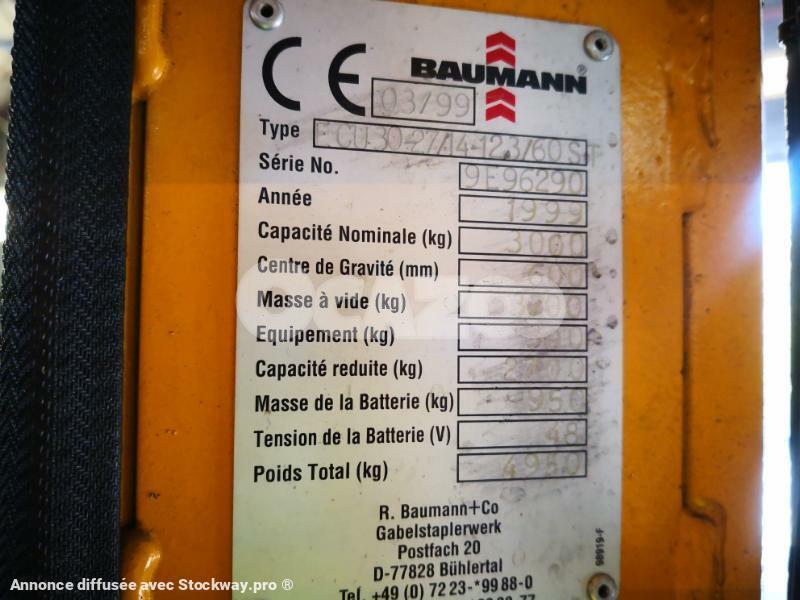 CE 03/99 BAUMANN ®
Type ECU30-27/14-123/60 ST
Série No. 9E96290
Année 1999
Capacité Nominale (kg) 3000
Centre de Gravité (mm) 600
Masse à vide (kg)
Equipement (kg)
Capacité reduite (kg)
Masse de la Batterie (kg) 950
Tension de la Batterie (V) 48
Poids Total (kg) 4950
R. Baumann+Co
Gabelstaplerwerk
Postfach 20
D-77828 Bühlertal
Tel. +49 (0) 72 23-*99 88-0
98919-F
OCAZOO
Annonce diffusée avec Stockway.pro ®